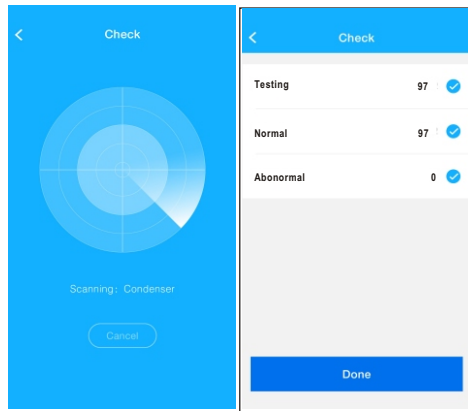 Check
Scanning: Condenser
Cancel
Check
Testing 97
Normal 97
Abonormal 0
Done